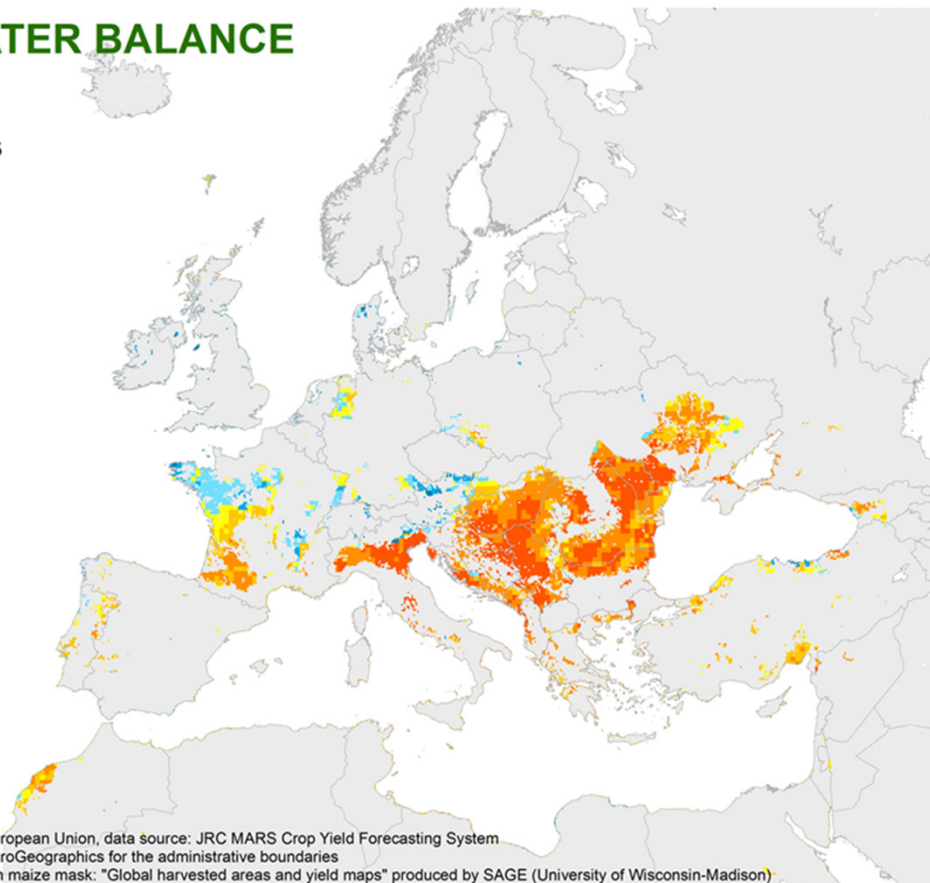 TER BALANCE
s
ropean Union, data source: JRC MARS Crop Yield Forecasting System
roGeographics for the administrative boundaries
n maize mask: "Global harvested areas and yield maps" produced by SAGE (University of Wisconsin-Madison)